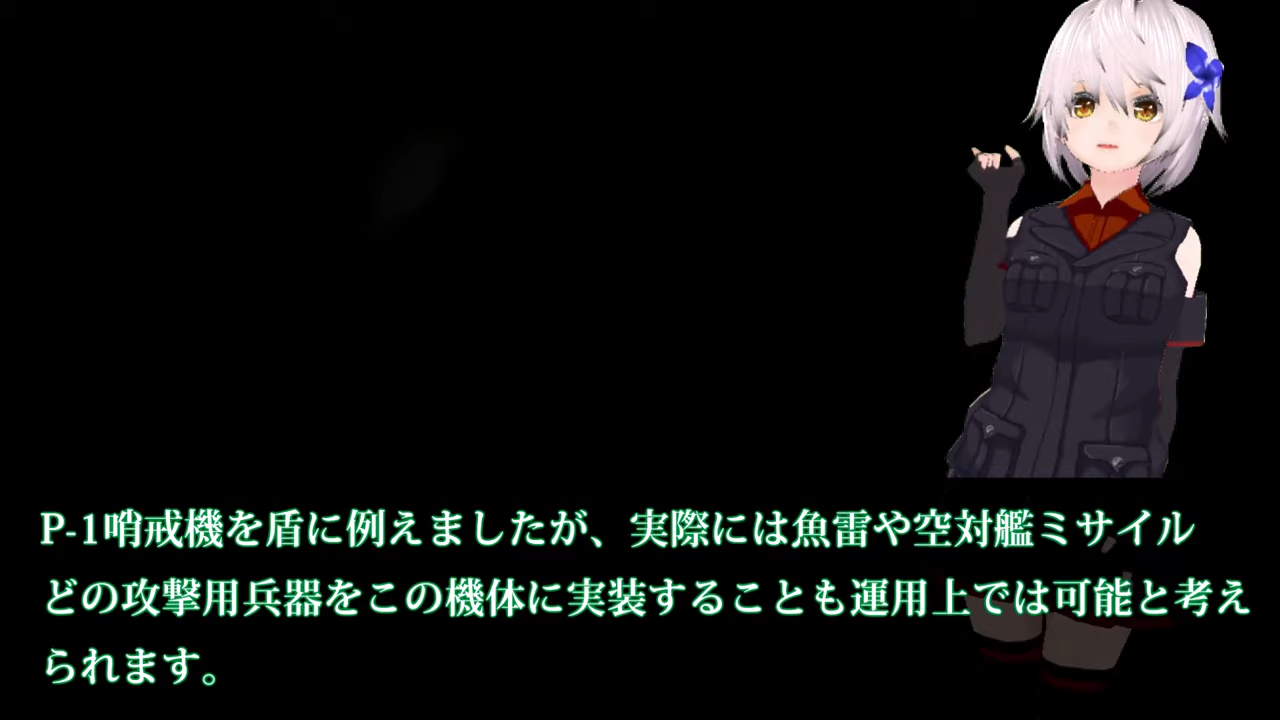 P-1哨戒機を盾に例えましたが、実際には魚雷や空対艦ミサイル
どの攻撃用兵器をこの機体に実装することも運用上では可能と考え
られます。